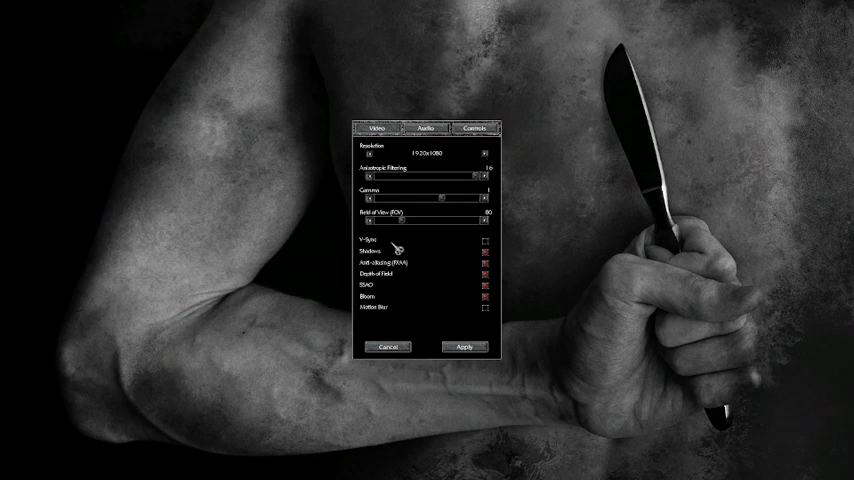 Video Audio Controls
Resolution
1920x1080
Anisotropic Filtering 16
Gamma 1
Field of View (FOV) 80
V-Sync
Shadows
Anti-aliasing (FXAA)
Depth of Field
SSAO
Bloom
Motion Blur
Cancel Apply